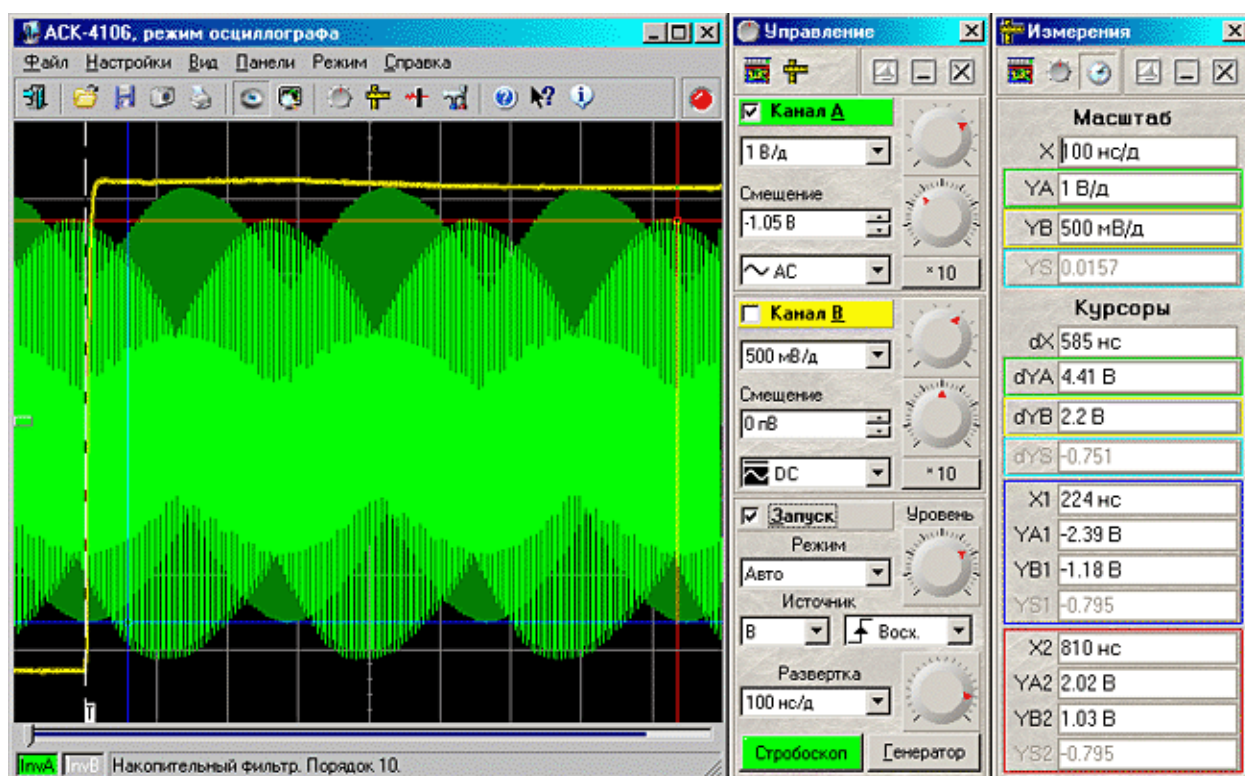 АСК-4106, режим осциллографа
Файл Настройки Вид Панели Режим Справка
T
InvA InvB Накопительный фильтр. Порядок 10.
Управление
Канал A
1 В/д
Смещение
-1.05 В
AC
*10
Канал B
500 мВ/д
Смещение
0 пВ
DC
*10
Запуск Уровень
Режим
Авто
Источник
B Восх.
Развертка
100 нс/д
Стробоскоп Генератор
Измерения
Масштаб
X 100 нс/д
YA 1 В/д
YB 500 мВ/д
YS 0.0157
Курсоры
dX 585 нс
dYA 4.41 В
dYB 2.2 В
dYS -0.751
X1 224 нс
YA1 -2.39 В
YB1 -1.18 В
YS1 -0.795
X2 810 нс
YA2 2.02 В
YB2 1.03 В
YS2 -0.795